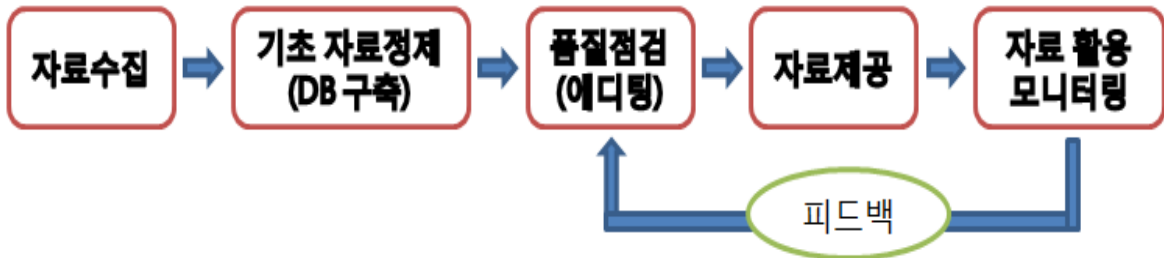 자료수집
기초 자료정제
(DB 구축)
품질점검
(에디팅)
자료제공
자료 활용
모니터링
피드백